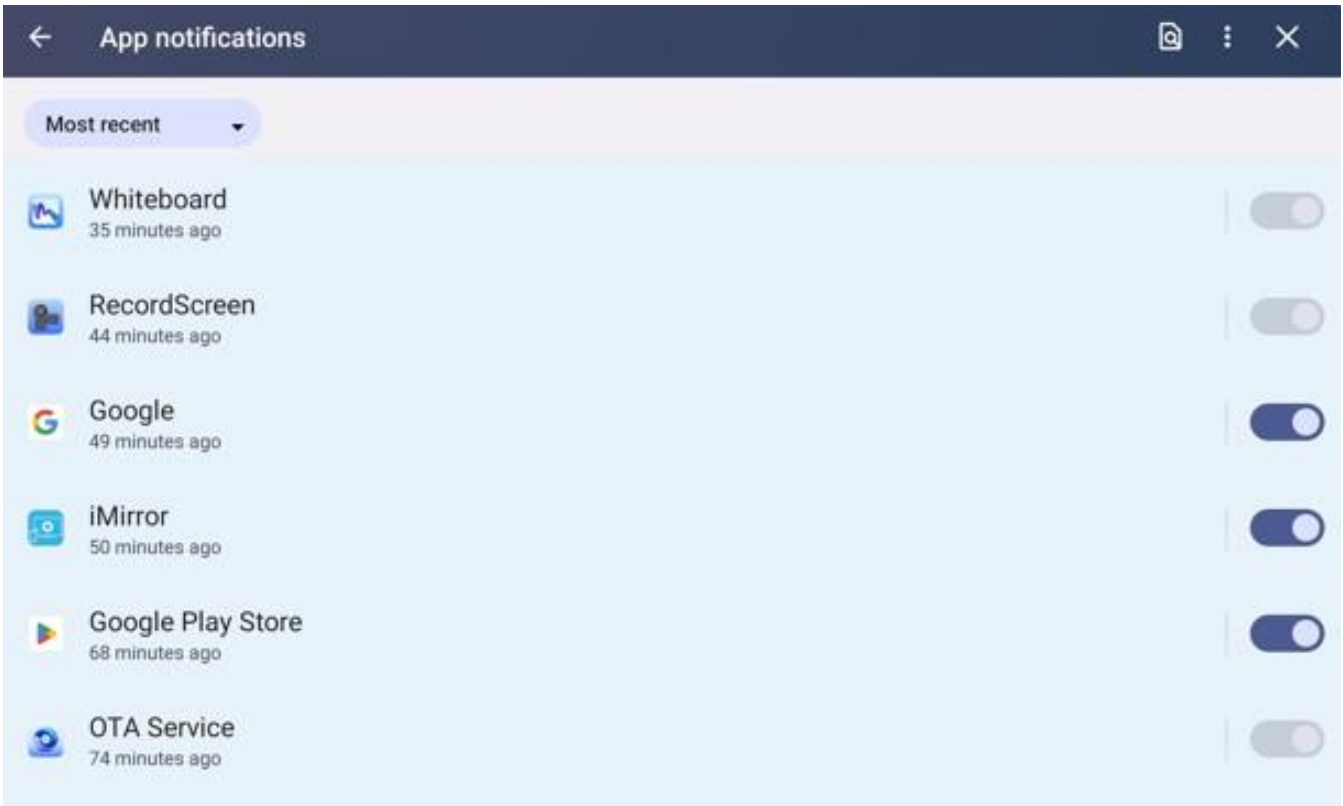 App notifications
Most recent
Whiteboard
35 minutes ago
RecordScreen
44 minutes ago
Google
49 minutes ago
iMirror
50 minutes ago
Google Play Store
68 minutes ago
OTA Service
74 minutes ago